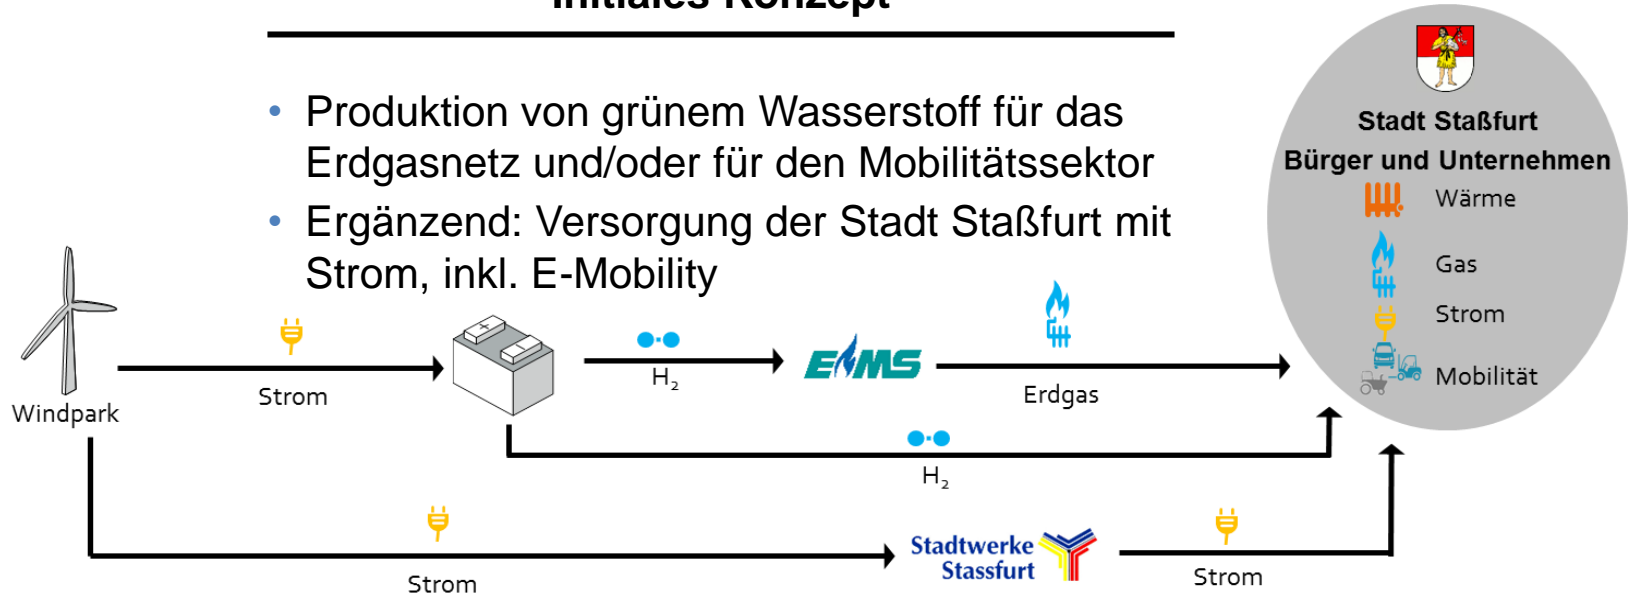 Initiales Konzept
• Produktion von grünem Wasserstoff für das
Erdgasnetz und/oder für den Mobilitätssektor
• Ergänzend: Versorgung der Stadt Staßfurt mit
Strom, inkl. E-Mobility
Stadt Staßfurt
Bürger und Unternehmen
Wärme
Gas
Strom
Mobilität
Windpark
Strom
H₂
EMS
Erdgas
H₂
Strom
Stadtwerke
Stassfurt
Strom